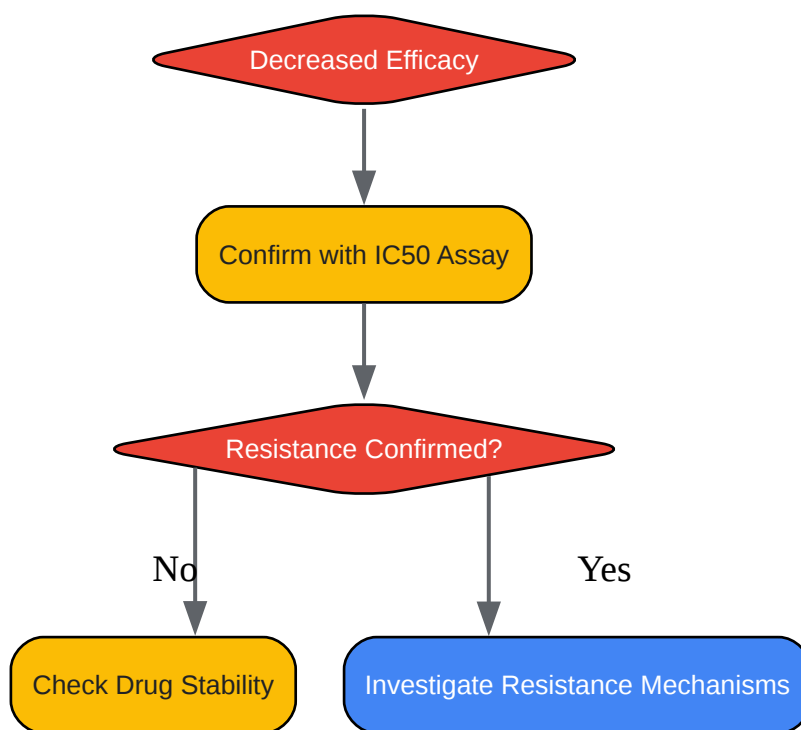 Decreased Efficacy
Confirm with IC50 Assay
Resistance Confirmed?
No
Yes
Check Drug Stability
Investigate Resistance Mechanisms